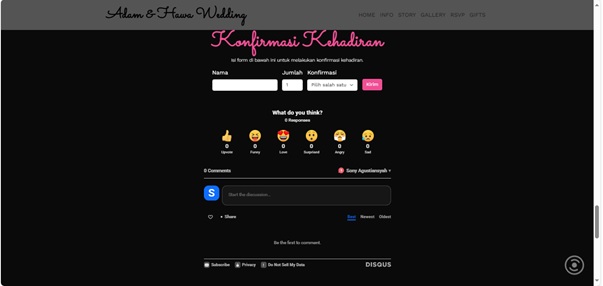 Adam & Hawa Wedding
HOME INFO STORY GALLERY RSVP GIFTS
Konfirmasi Kehadiran
Isi form di bawah ini untuk melakukan konfirmasi kehadiran.
Nama Jumlah Konfirmasi
1 Pilih salah satu Kirim
What do you think?
0 Responses
0 0 0 0 0 0
Upvote Funny Love Surprised Angry Sad
0 Comments
1 Sony Agustiansyah
S Start the discussion...
Share Best Newest Oldest
Be the first to comment.
Subscribe Privacy Do Not Sell My Data DISQUS